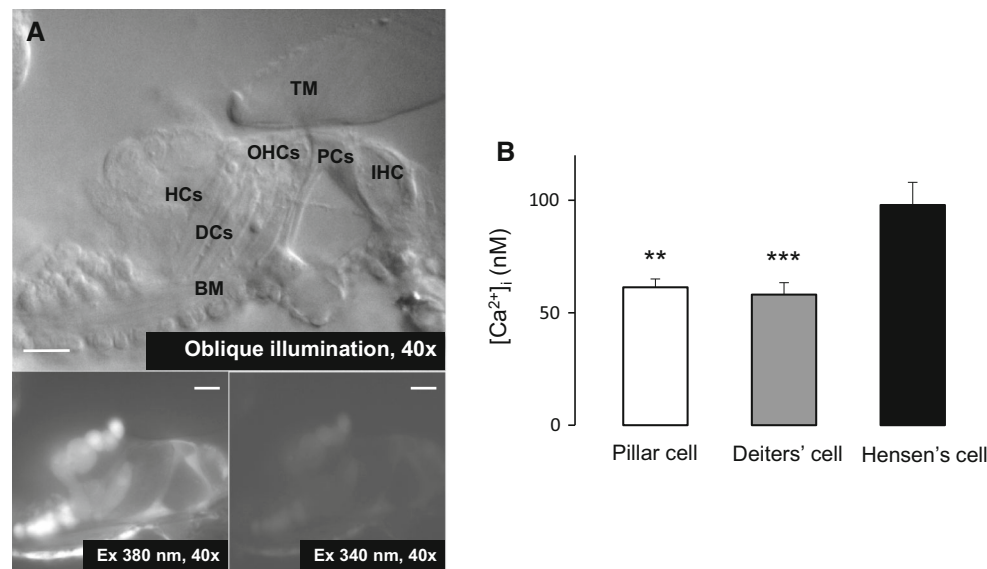 A
TM
OHCs
PCs
IHC
HCs
DCs
BM
Oblique illumination, 40x
Ex 380 nm, 40x
Ex 340 nm, 40x
B
[Ca²⁺]ᵢ (nM)
100
50
0
**
***
Pillar cell
Deiters’ cell
Hensen’s cell